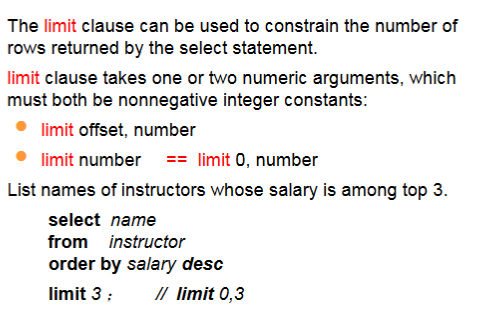 The limit clause can be used to constrain the number of
rows returned by the select statement.
limit clause takes one or two numeric arguments, which
must both be nonnegative integer constants:
limit offset, number
limit number == limit 0, number
List names of instructors whose salary is among top 3.
select name
from instructor
order by salary desc
limit 3 ; // limit 0,3